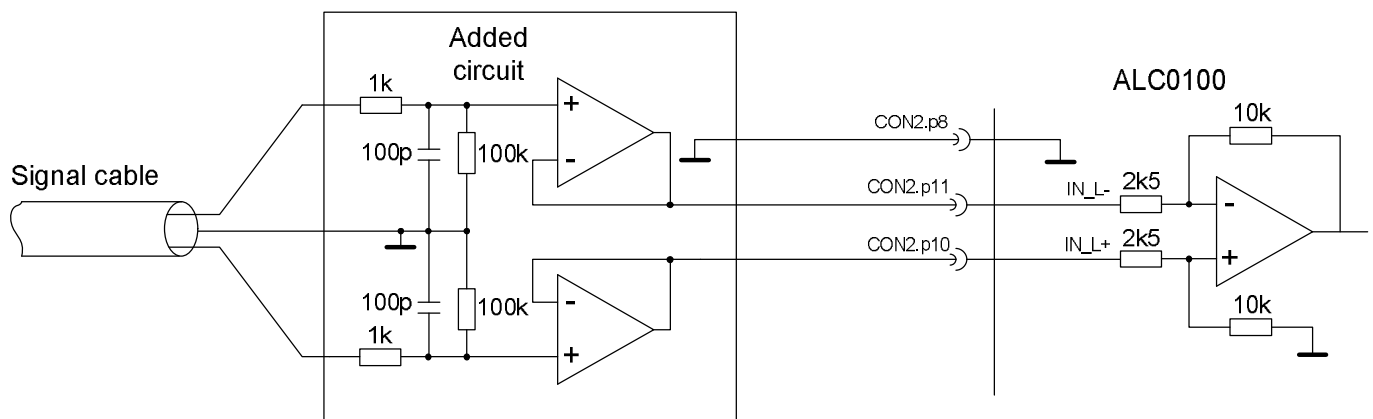 Added
circuit
ALC0100
1k
10k
CON2.p8
100p
100k
Signal cable
CON2.p11
IN_L-
2k5
CON2.p10
IN_L+
2k5
100p
100k
10k
1k
+
-
-
+
-
+